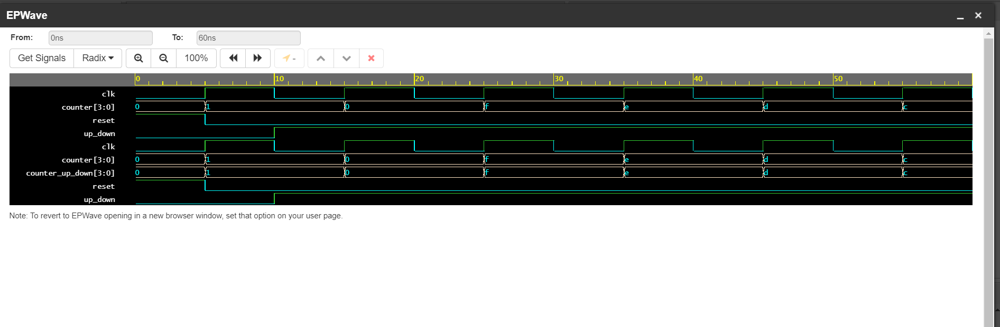 EPWave
From: 0ns To: 60ns
Get Signals Radix 100% -
0 10 20 30 40 50
clk
counter[3:0] 0 1 0 f e d c
reset
up_down
clk
counter[3:0] 0 1 0 f e d c
counter_up_down[3:0] 0 1 0 f e d c
reset
up_down
Note: To revert to EPWave opening in a new browser window, set that option on your user page.